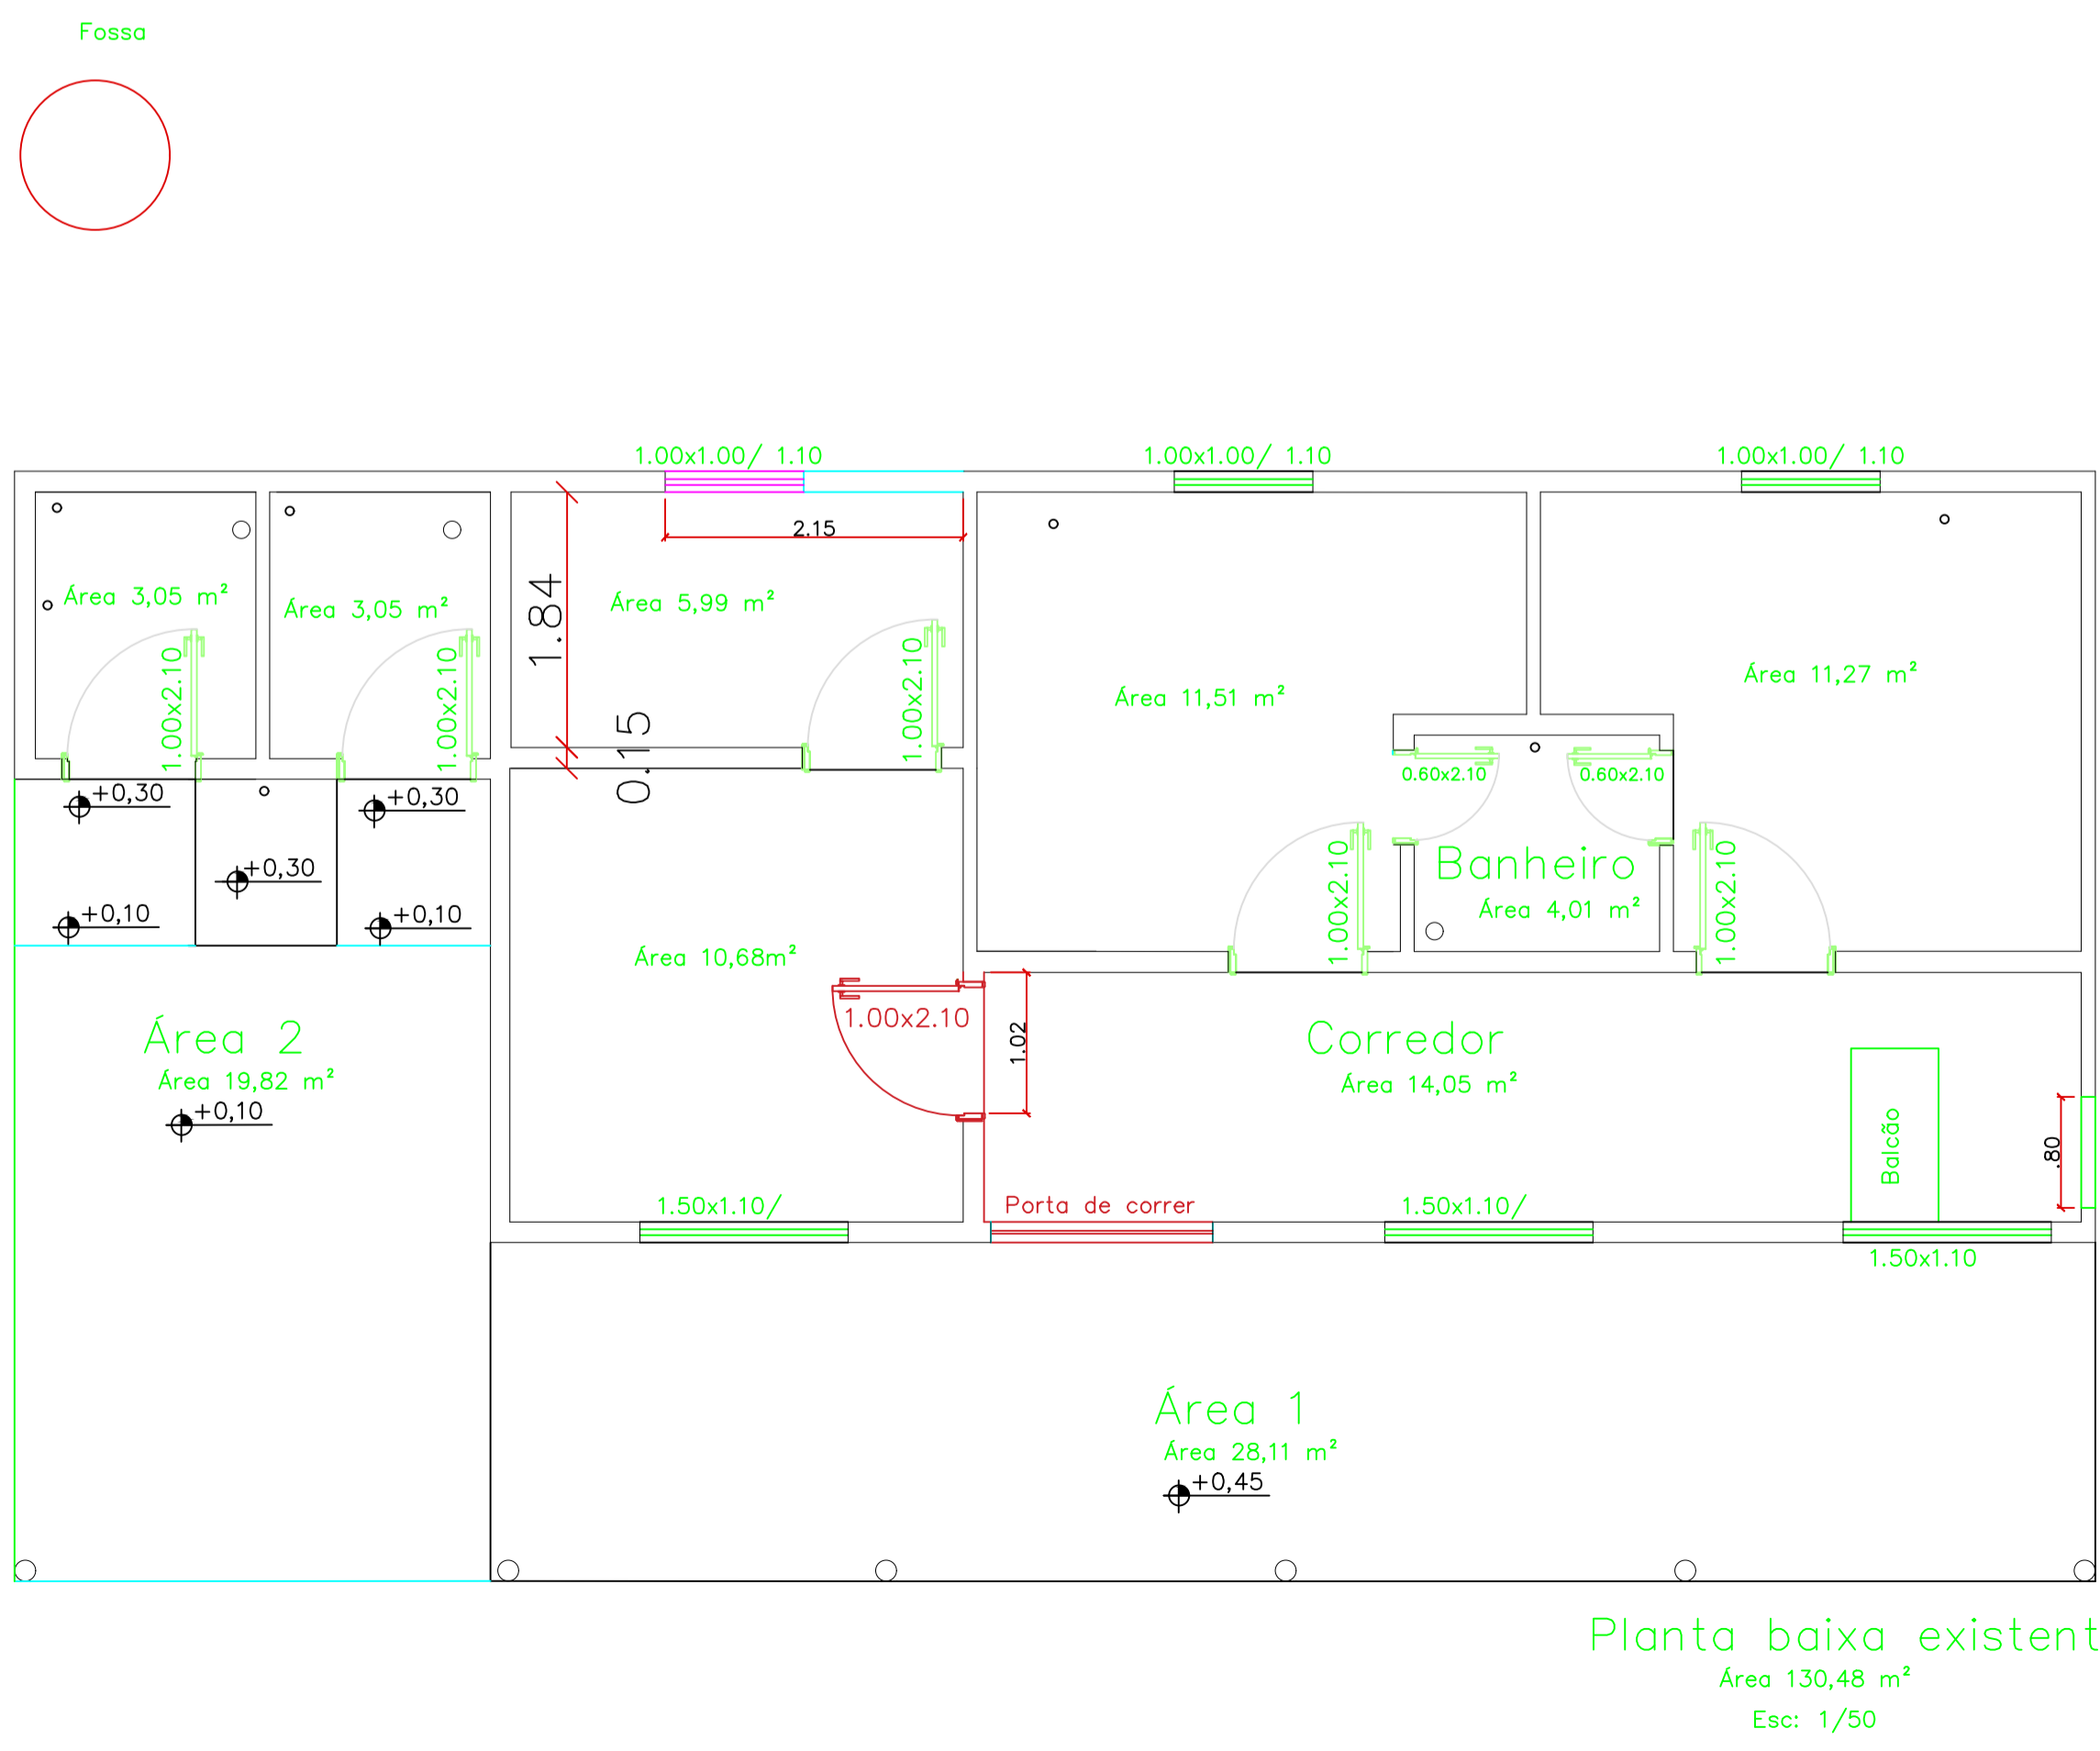 Fossa
1.00x1.00/ 1.10
1.00x1.00/ 1.10
1.00x1.00/ 1.10
2.15
1.84
Área 3,05 m²
Área 3,05 m²
Área 5,99 m²
Área 11,51 m²
Área 11,27 m²
1.00x2.10
1.00x2.10
1.00x2.10
0.15
0.60x2.10
0.60x2.10
+0,30
+0,30
+0,30
+0,10
+0,10
1.00x2.10
Banheiro
Área 4,01 m²
1.00x2.10
Área 10,68m²
1.00x2.10
1.02
Área 2
Área 19,82 m²
+0,10
Corredor
Área 14,05 m²
Balcão
.80
1.50x1.10/
Porta de correr
1.50x1.10/
1.50x1.10
Área 1
Área 28,11 m²
+0,45
Planta baixa existent
Área 130,48 m²
Esc: 1/50